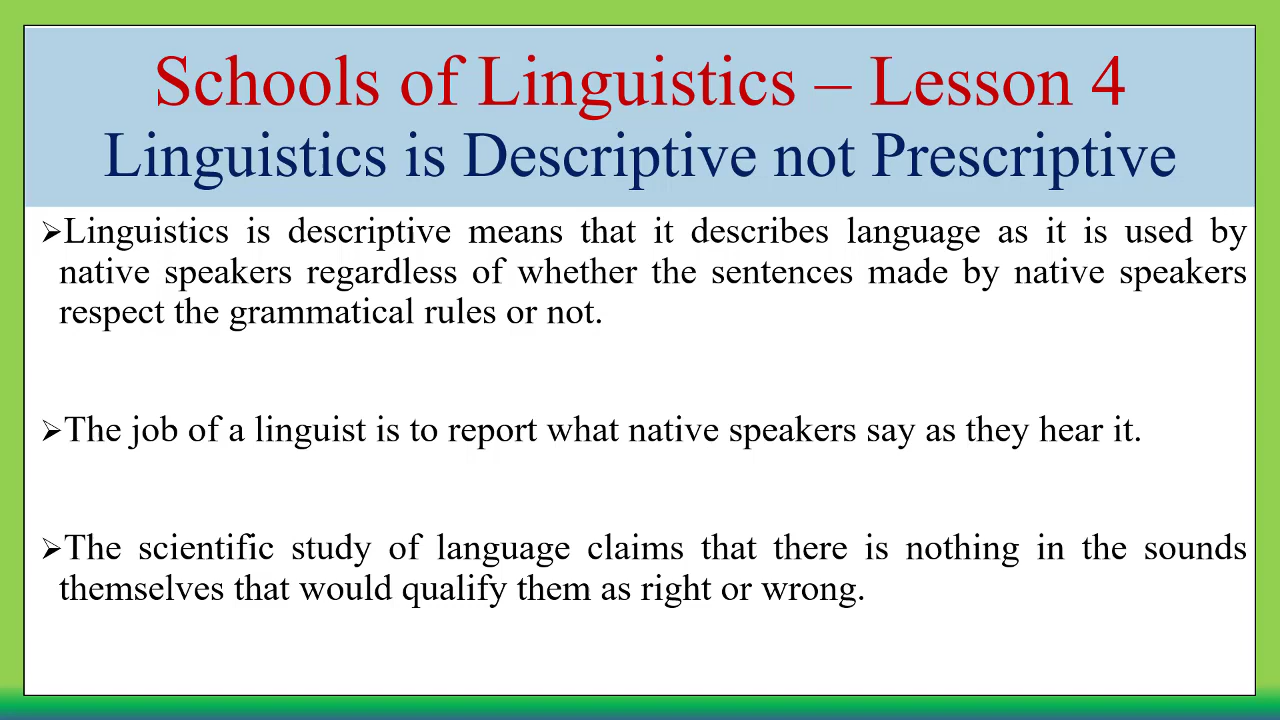 Schools of Linguistics – Lesson 4
Linguistics is Descriptive not Prescriptive
➢Linguistics is descriptive means that it describes language as it is used by
native speakers regardless of whether the sentences made by native speakers
respect the grammatical rules or not.
➢The job of a linguist is to report what native speakers say as they hear it.
➢The scientific study of language claims that there is nothing in the sounds
themselves that would qualify them as right or wrong.